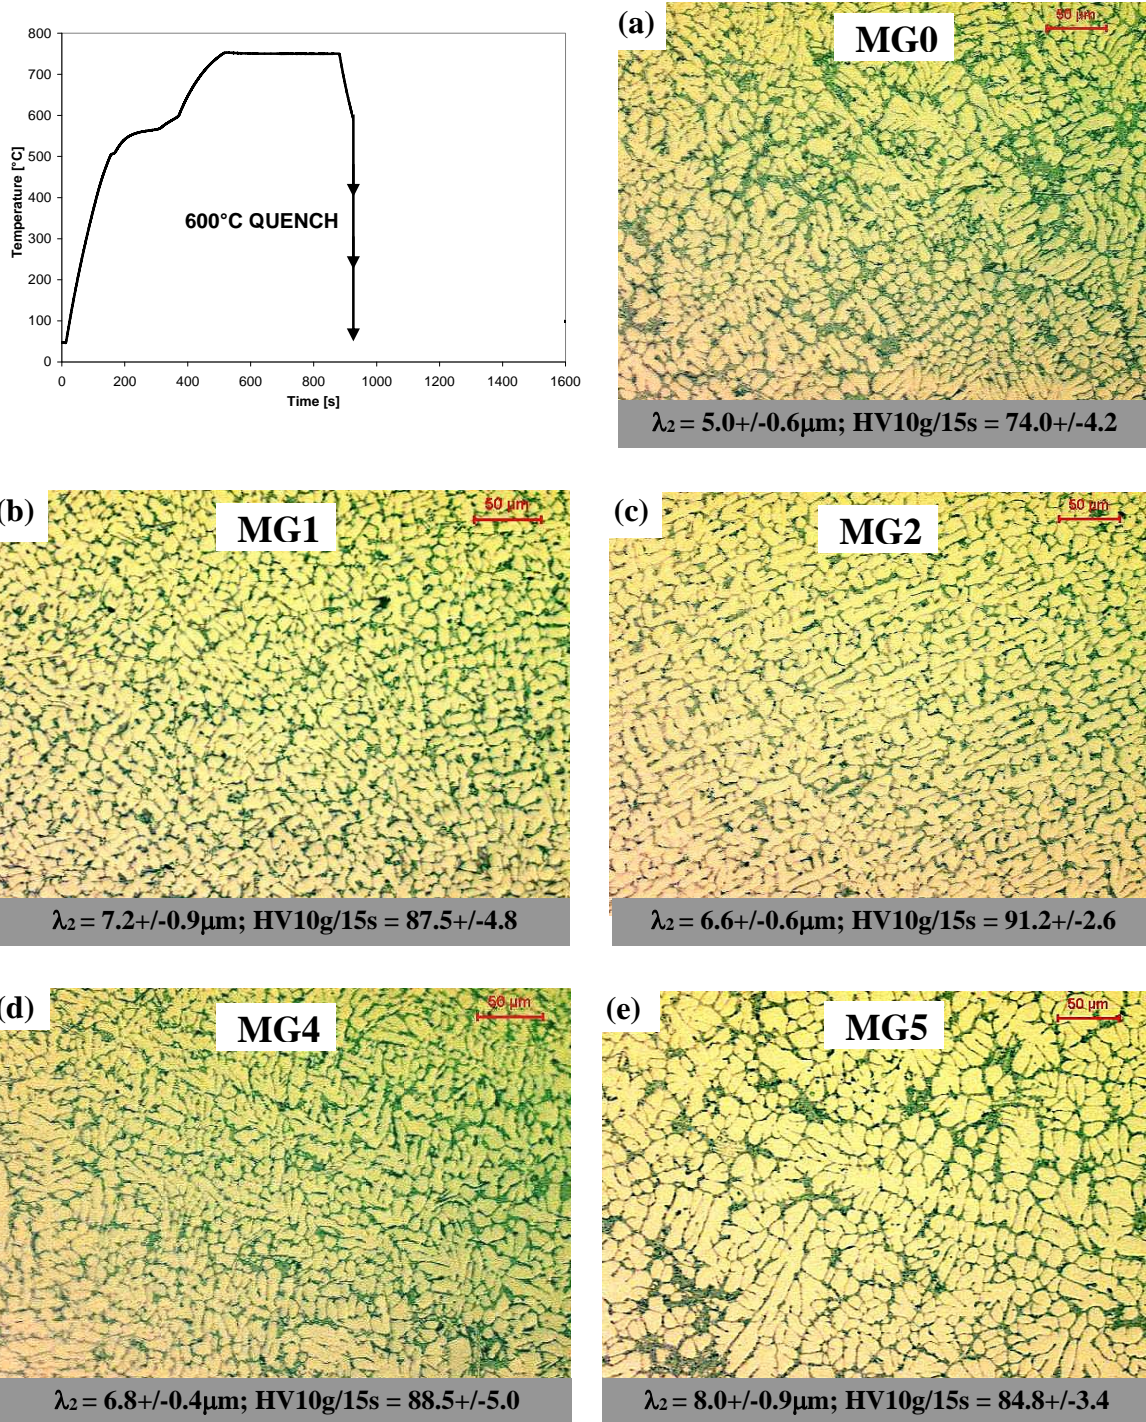 800
700
600
500
400
300
200
100
0
Temperature [°C]
600°C QUENCH
0 200 400 600 800 1000 1200 1400 1600
Time [s]
(a)
MG0
50 µm
λ2 = 5.0+/-0.6µm; HV10g/15s = 74.0+/-4.2
(b)
MG1
50 µm
λ2 = 7.2+/-0.9µm; HV10g/15s = 87.5+/-4.8
(c)
MG2
50 µm
λ2 = 6.6+/-0.6µm; HV10g/15s = 91.2+/-2.6
(d)
MG4
50 µm
λ2 = 6.8+/-0.4µm; HV10g/15s = 88.5+/-5.0
(e)
MG5
50 µm
λ2 = 8.0+/-0.9µm; HV10g/15s = 84.8+/-3.4